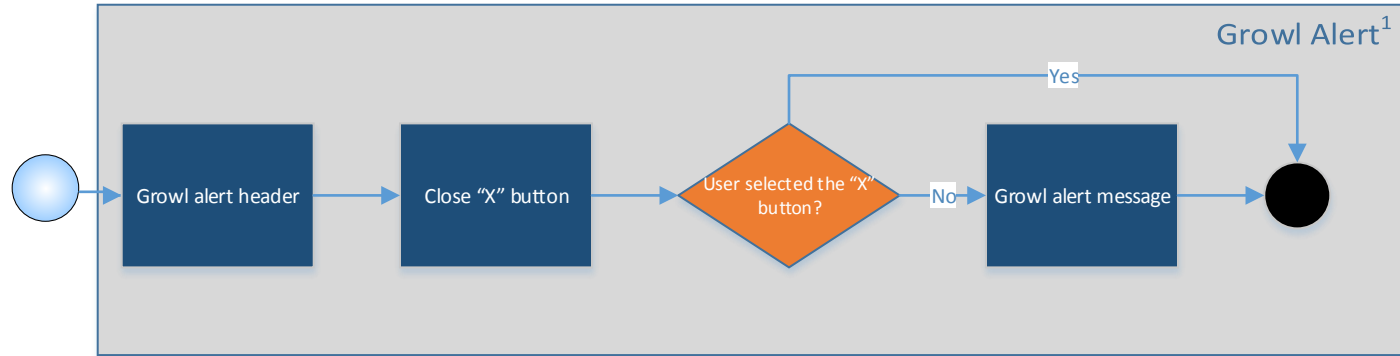 Growl Alert¹
Yes
Growl alert header
Close “X” button
User selected the “X”
button?
No
Growl alert message